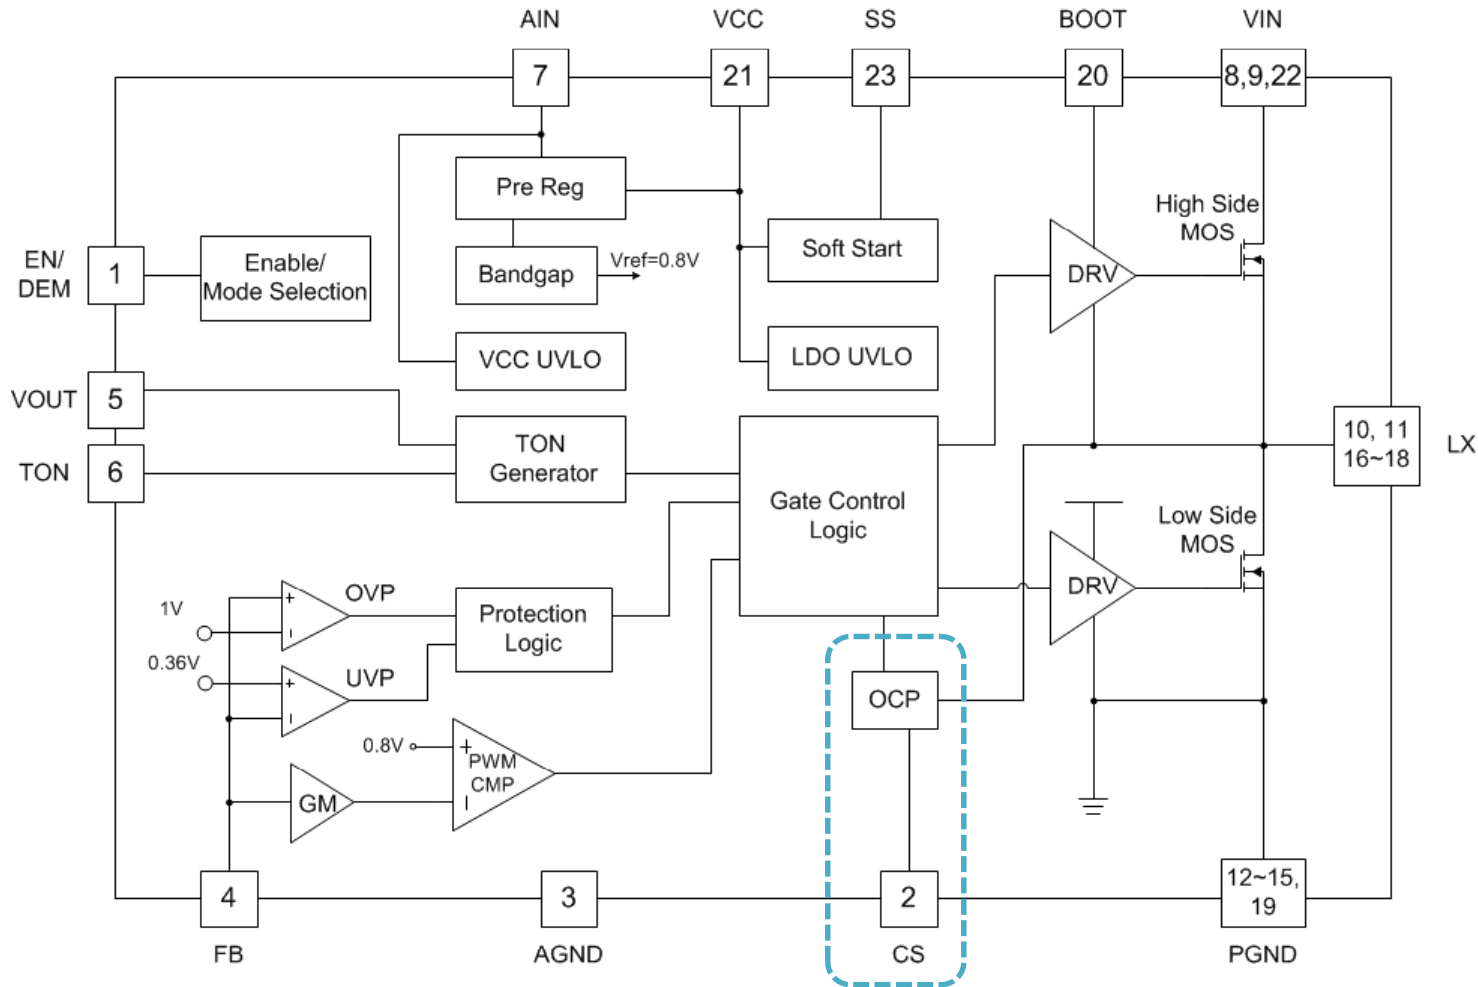 AIN
VCC
SS
BOOT
VIN
7
21
23
20
8,9,22
Pre Reg
High Side
MOS
EN/
DEM
1
Enable/
Mode Selection
Bandgap
Vref=0.8V
Soft Start
DRV
VCC UVLO
LDO UVLO
VOUT
5
TON
6
TON
Generator
Gate Control
Logic
10, 11
16~18
LX
Low Side
MOS
DRV
1V
+
-
OVP
0.36V
+
-
UVP
Protection
Logic
OCP
0.8V
+
PWM
CMP
-
GM
4
3
2
12~15,
19
FB
AGND
CS
PGND